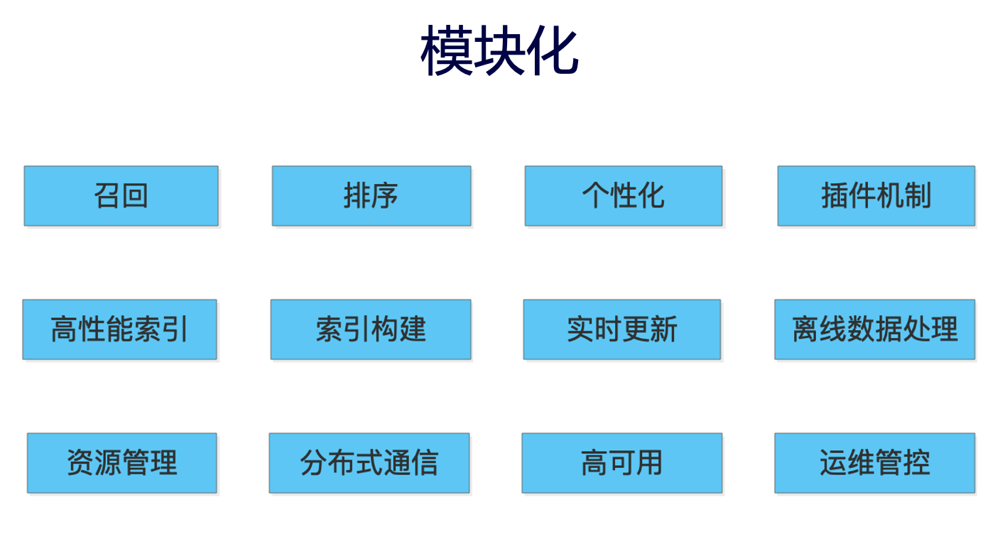 模块化
召回
排序
个性化
插件机制
高性能索引
索引构建
实时更新
离线数据处理
资源管理
分布式通信
高可用
运维管控